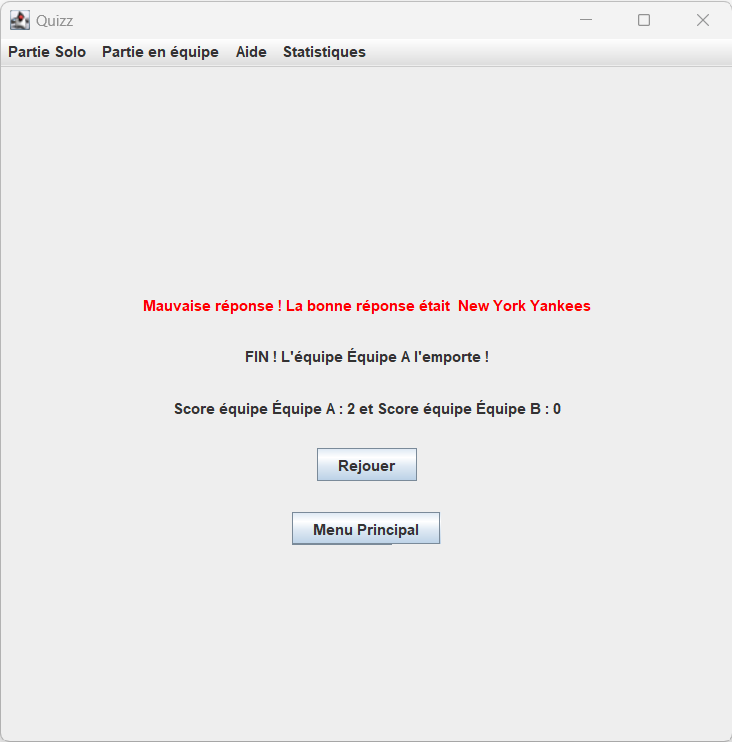 Quizz
Partie Solo Partie en équipe Aide Statistiques
Mauvaise réponse ! La bonne réponse était  New York Yankees
FIN ! L'équipe Équipe A l'emporte !
Score équipe Équipe A : 2 et Score équipe Équipe B : 0
Rejouer
Menu Principal